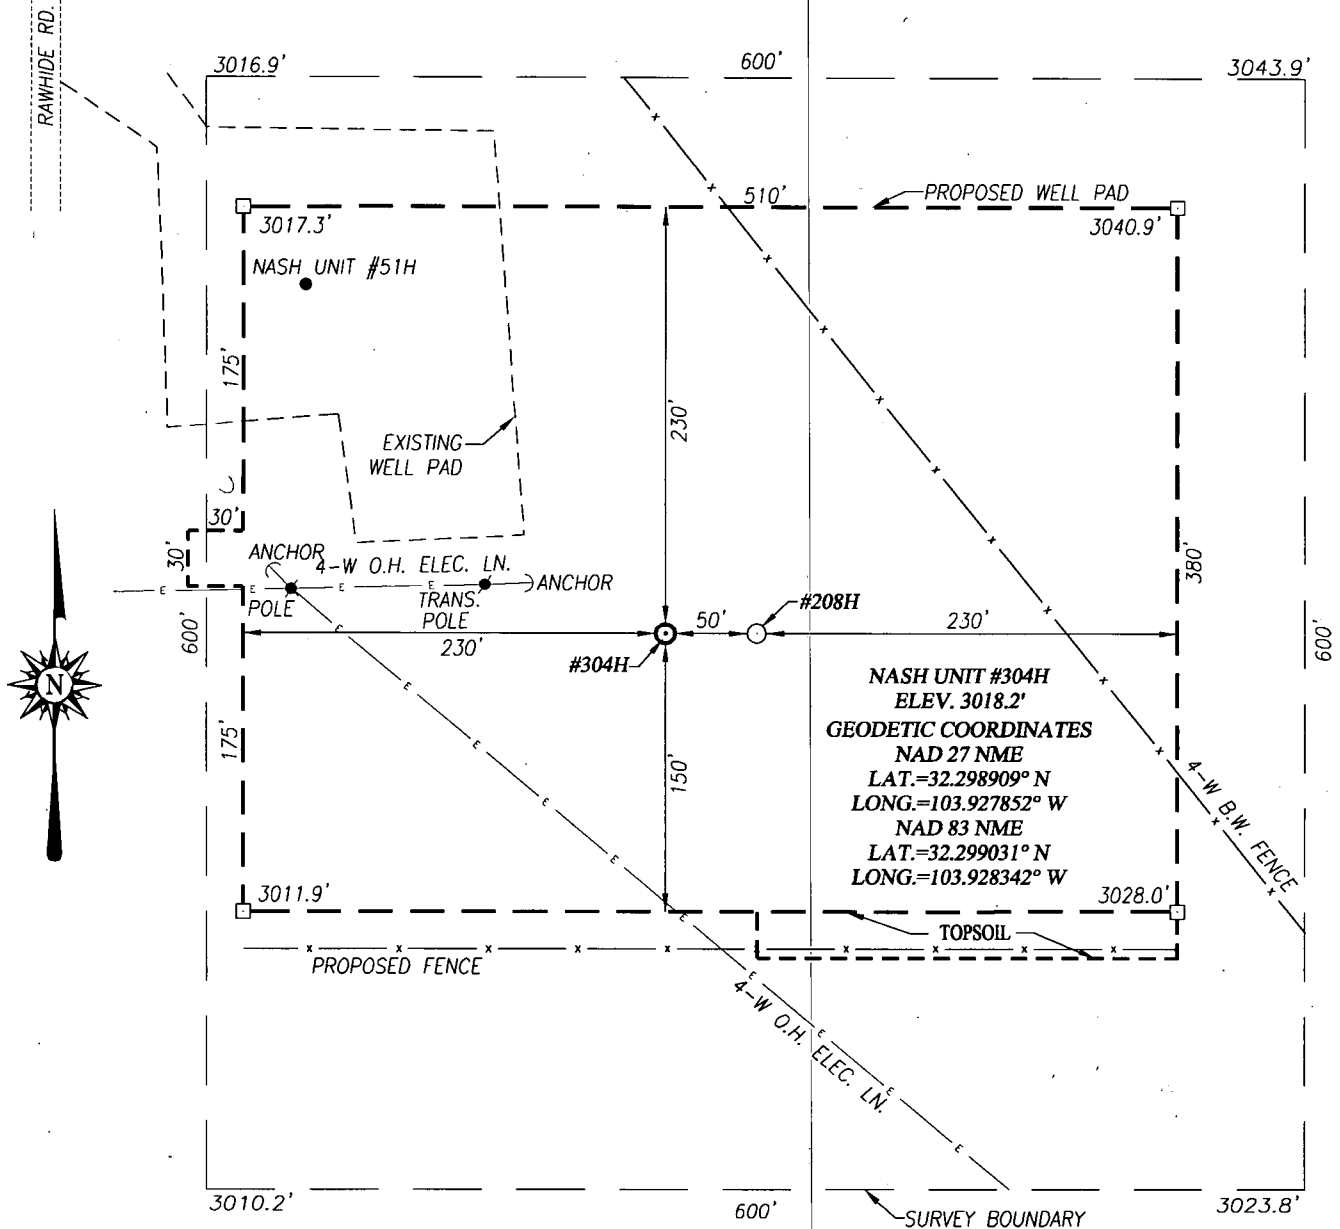 RAWHIDE RD.
3016.9'
600'
3043.9'
510'
PROPOSED WELL PAD
3017.3'
3040.9'
NASH UNIT #51H
175'
230'
EXISTING
WELL PAD
30'
30'
ANCHOR
4-W O.H. ELEC. LN.
ANCHOR
POLE
TRANS.
POLE
380'
600'
230'
50'
#208H
230'
#304H
600'
N
NASH UNIT #304H
ELEV. 3018.2'
GEODETIC COORDINATES
NAD 27 NME
LAT.=32.298909° N
LONG.=103.927852° W
NAD 83 NME
LAT.=32.299031° N
LONG.=103.928342° W
175'
150'
4-W B.W. FENCE
3011.9'
3028.0'
TOPSOIL
PROPOSED FENCE
4-W O.H. ELEC. LN.
3010.2'
600'
SURVEY BOUNDARY
3023.8'